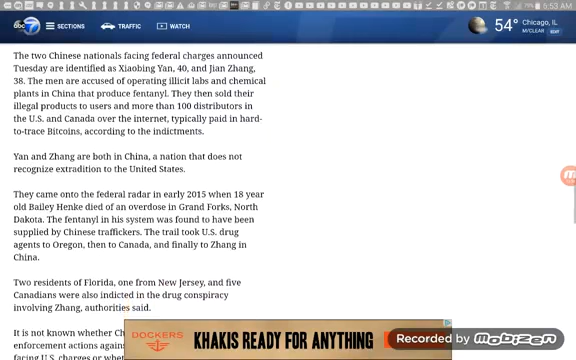 6:53 AM
abc 7 SECTIONS TRAFFIC WATCH 54° Chicago, IL
M/CLEAR EDIT
The two Chinese nationals facing federal charges announced
Tuesday are identified as Xiaobing Yan, 40, and Jian Zhang,
38. The men are accused of operating illicit labs and chemical
plants in China that produce fentanyl. They then sold their
illegal products to users and more than 100 distributors in
the U.S. and Canada over the internet, typically paid in hard-
to-trace Bitcoins, according to the indictments.
Yan and Zhang are both in China, a nation that does not
recognize extradition to the United States.
They came onto the federal radar in early 2015 when 18 year
old Bailey Henke died of an overdose in Grand Forks, North
Dakota. The fentanyl in his system was found to have been
supplied by Chinese traffickers. The trail took U.S. drug
agents to Oregon, then to Canada, and finally to Zhang in
China.
Two residents of Florida, one from New Jersey, and five
Canadians were also indicted in the drug conspiracy
involving Zhang, authorities said.
It is not known whether Ch
enforcement actions agains
facing U.S. charges or whet
DOCKERS KHAKIS READY FOR ANYTHING
Recorded by Mobizen